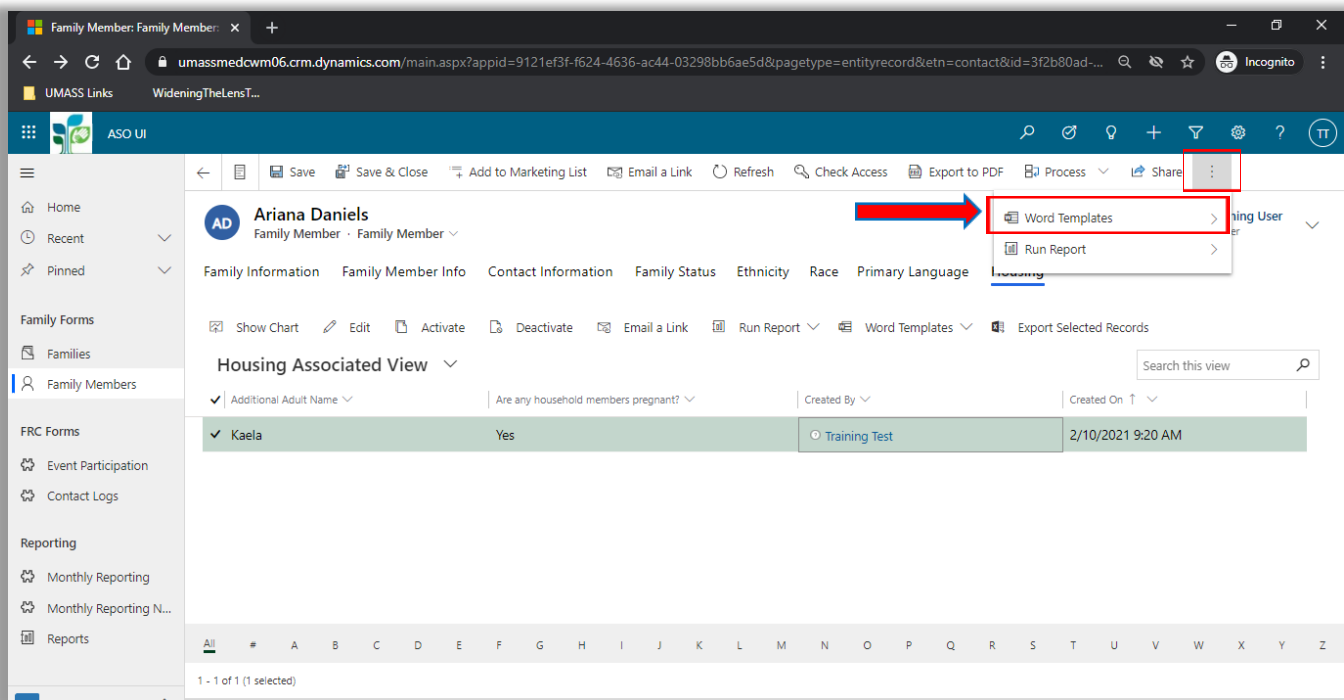 Family Member: Family Member:
umassmedcwm06.crm.dynamics.com/main.aspx?appid=9121ef3f-f624-4636-ac44-03298bb6ae5d&pagetype=entityrecord&etn=contact&id=3f2b80ad-...
Incognito
UMASS Links WideningTheLensT...
ASO UI
TT
Save Save & Close Add to Marketing List Email a Link Refresh Check Access Export to PDF Process Share
Home
Recent
Pinned
Family Forms
Families
Family Members
FRC Forms
Event Participation
Contact Logs
Reporting
Monthly Reporting
Monthly Reporting N...
Reports
AD
Ariana Daniels
Family Member · Family Member
Word Templates
Run Report
ning User
er
Family Information Family Member Info Contact Information Family Status Ethnicity Race Primary Language Housing
Show Chart Edit Activate Deactivate Email a Link Run Report Word Templates Export Selected Records
Housing Associated View
Search this view
Additional Adult Name Are any household members pregnant? Created By Created On ↑
Kaela Yes Training Test 2/10/2021 9:20 AM
All # A B C D E F G H I J K L M N O P Q R S T U V W X Y Z
1 - 1 of 1 (1 selected)